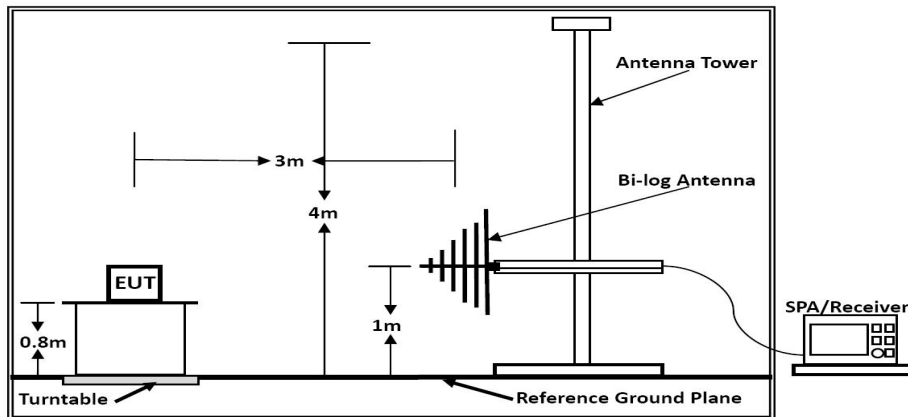 Antenna Tower
3m
Bi-log Antenna
4m
EUT
SPA/Receiver
0.8m
1m
Turntable
Reference Ground Plane